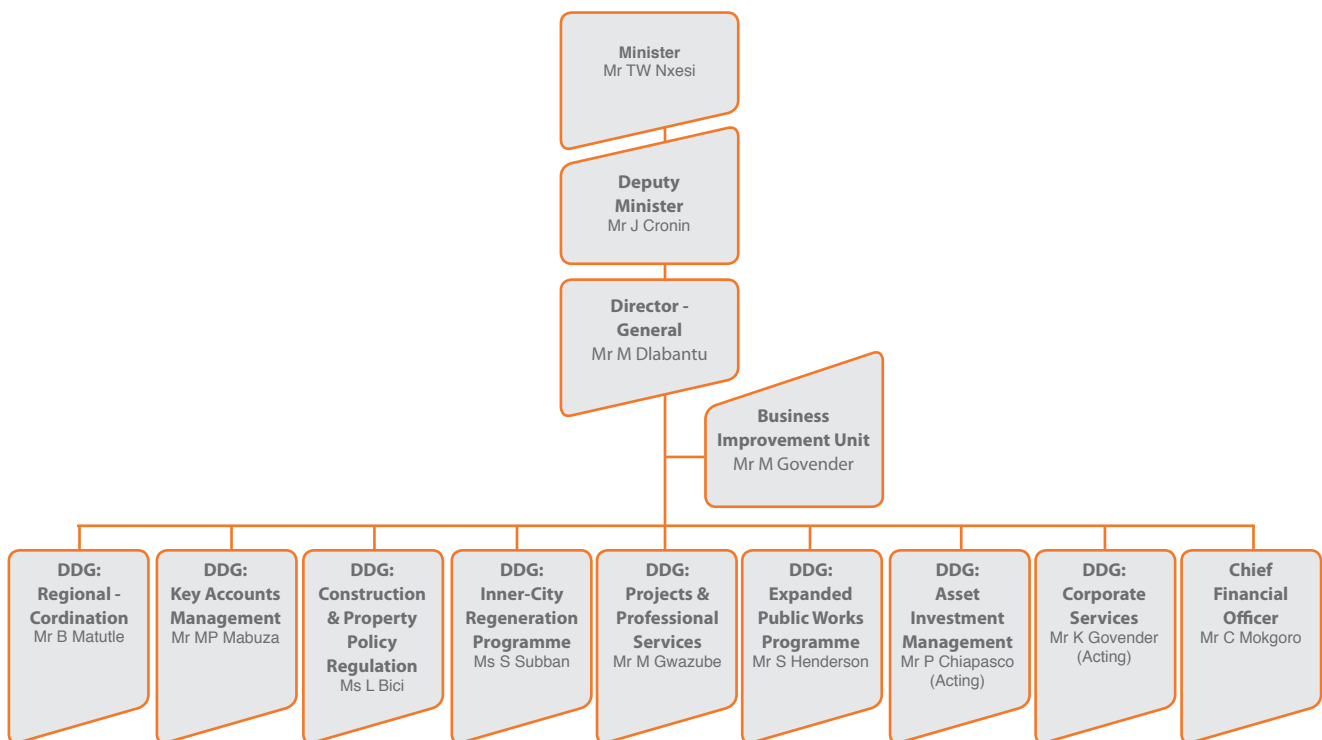 Minister
Mr TW Nxesi
Deputy
Minister
Mr J Cronin
Director -
General
Mr M Dlabantu
Business
Improvement Unit
Mr M Govender
DDG:
Regional -
Cordination
Mr B Matutle
DDG:
Key Accounts
Management
Mr MP Mabuza
DDG:
Construction
& Property
Policy
Regulation
Ms L Bici
DDG:
Inner-City
Regeneration
Programme
Ms S Subban
DDG:
Projects &
Professional
Services
Mr M Gwazube
DDG:
Expanded
Public Works
Programme
Mr S Henderson
DDG:
Asset
Investment
Management
Mr P Chiapasco
(Acting)
DDG:
Corporate
Services
Mr K Govender
(Acting)
Chief
Financial
Officer
Mr C Mokgoro